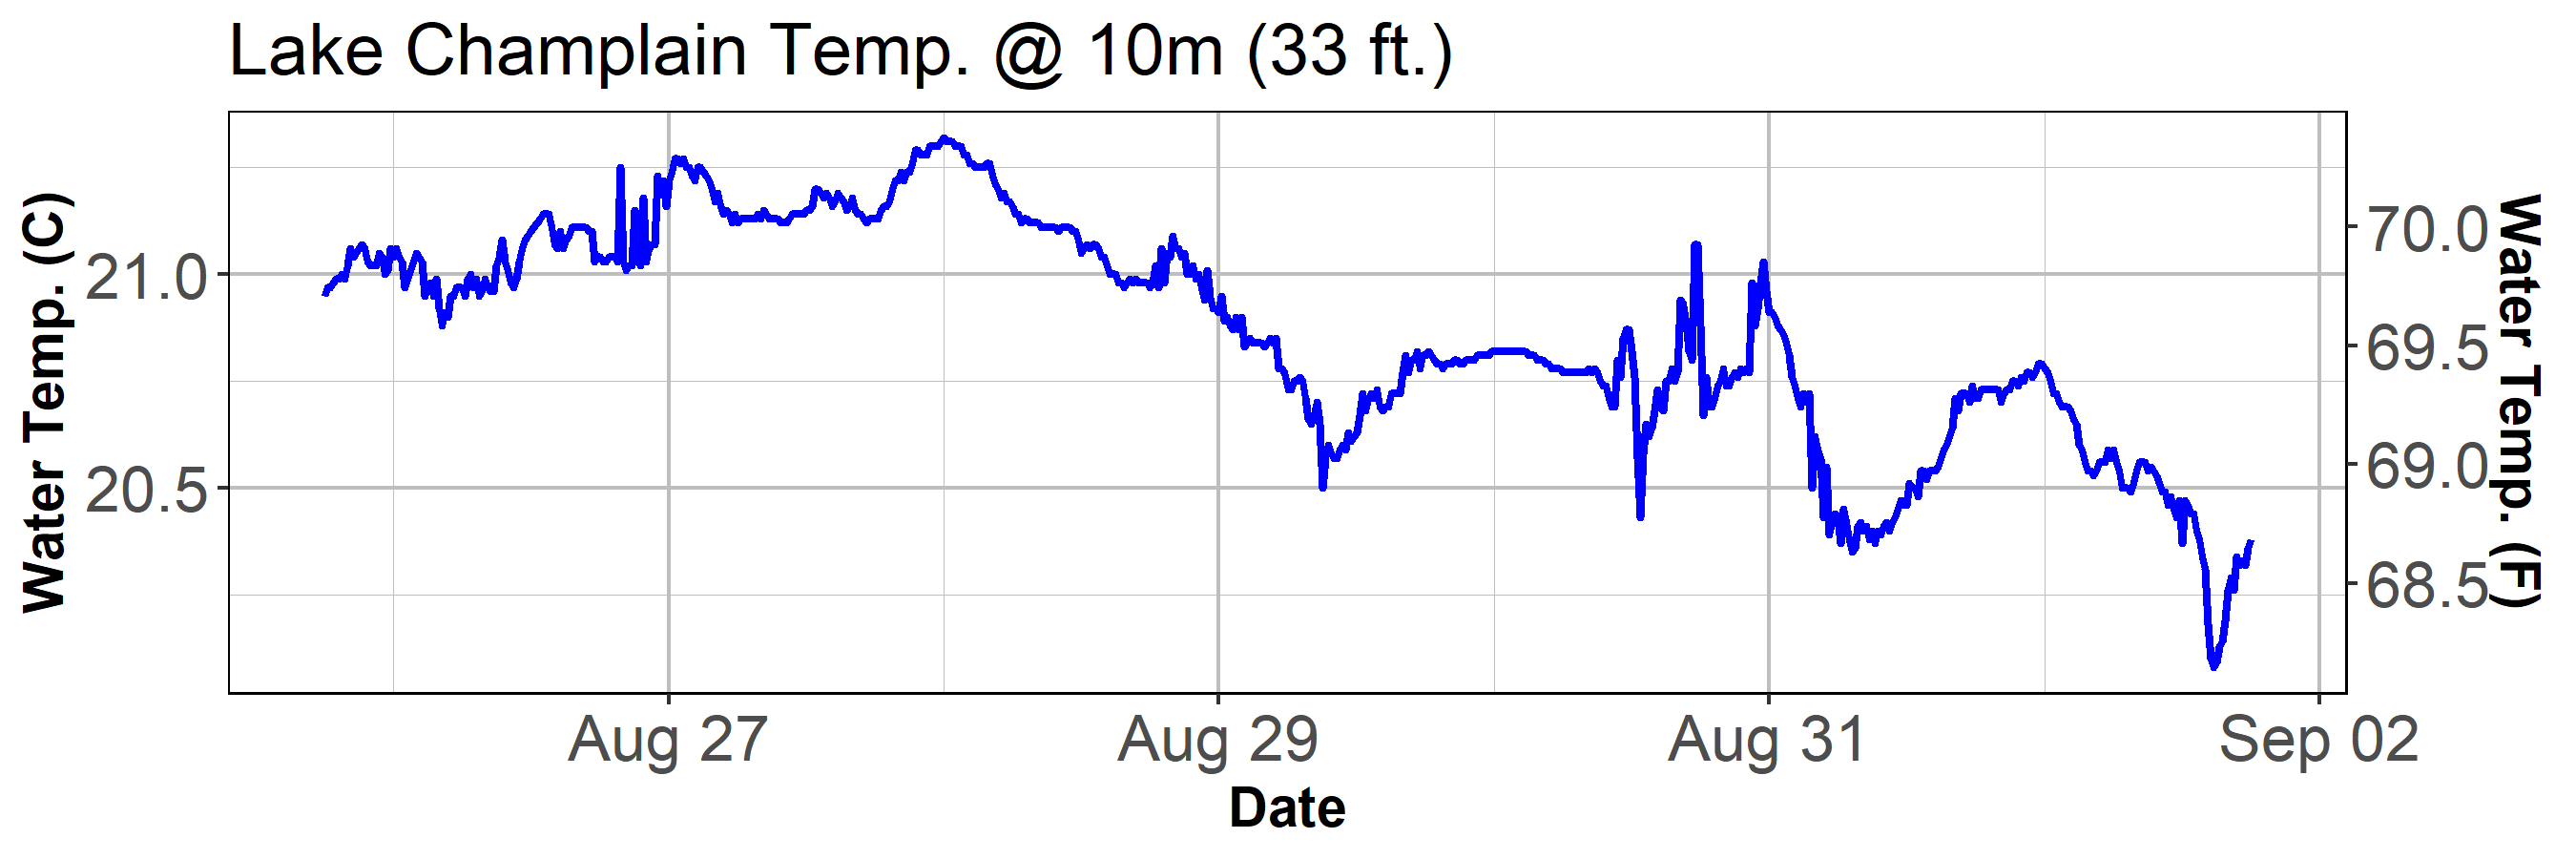 Lake Champlain Temp. @ 10m (33 ft.)
Water Temp. (C)
21.0
20.5
70.0
69.5
69.0
68.5
Water Temp. (F)
Aug 27
Aug 29
Aug 31
Sep 02
Date